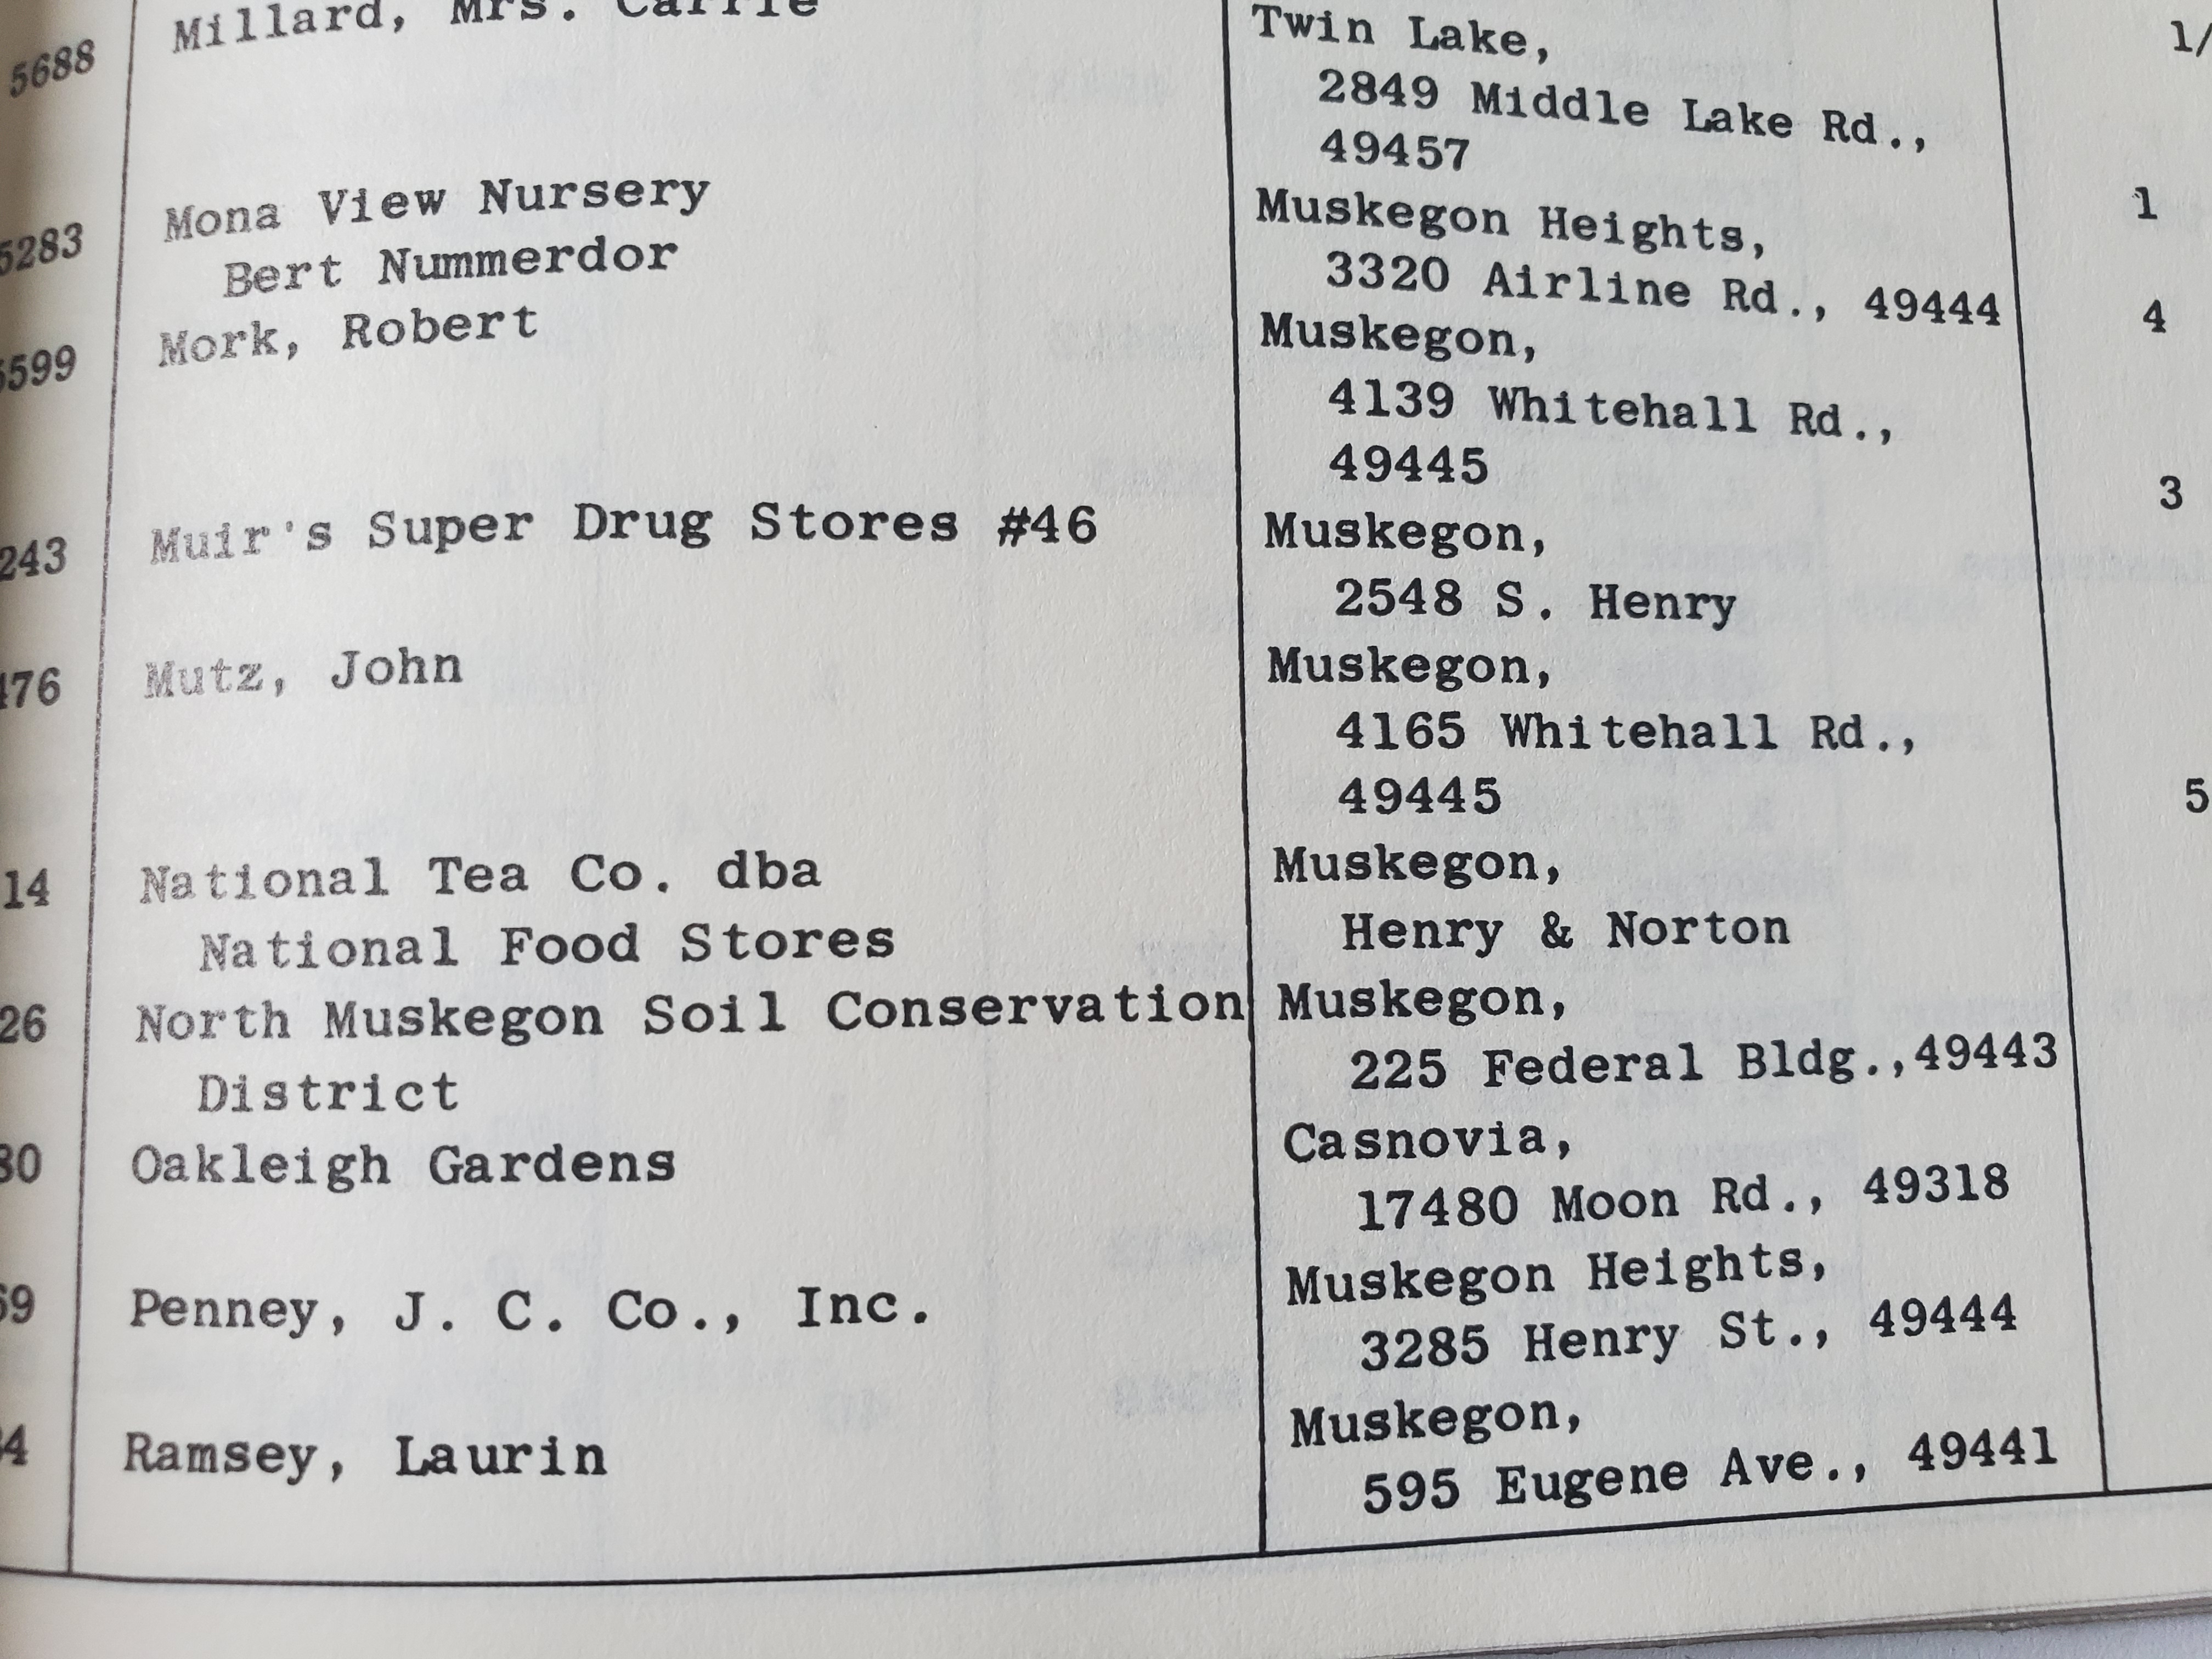 5688 Millard, Mrs. Carrie Twin Lake, 1/
2849 Middle Lake Rd.,
49457
5283 Mona View Nursery Muskegon Heights, 1
Bert Nummerdor 3320 Airline Rd., 49444
5599 Mork, Robert Muskegon, 4
4139 Whitehall Rd.,
49445
243 Muir's Super Drug Stores #46 Muskegon, 3
2548 S. Henry
476 Mutz, John Muskegon,
4165 Whitehall Rd.,
49445 5
14 National Tea Co. dba Muskegon,
National Food Stores Henry & Norton
26 North Muskegon Soil Conservation Muskegon,
District 225 Federal Bldg.,49443
80 Oakleigh Gardens Casnovia,
17480 Moon Rd., 49318
69 Penney, J. C. Co., Inc. Muskegon Heights,
3285 Henry St., 49444
4 Ramsey, Laurin Muskegon,
595 Eugene Ave., 49441